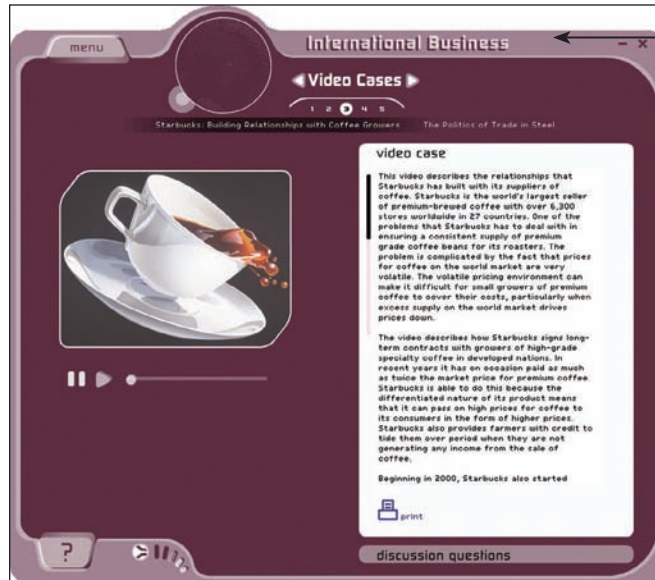 menu
International Business
Video Cases
1 2 3 4 5
Starbucks: Building Relationships with Coffee Growers The Politics of Trade in Steel
video case
This video describes the relationships that
Starbucks has built with its suppliers of
coffee. Starbucks is the world's largest seller
of premium-brewed coffee with over 6,300
stores worldwide in 27 countries. One of the
problems that Starbucks has to deal with in
ensuring a consistent supply of premium
grade coffee beans for its roasters. The
problem is complicated by the fact that prices
for coffee on the world market are very
volatile. The volatile pricing environment can
make it difficult for small growers of premium
coffee to cover their costs, particularly when
excess supply on the world market drives
prices down.
The video describes how Starbucks signs long-
term contracts with growers of high-grade
specialty coffee in developed nations. In
recent years it has on occasion paid as much
as twice the market price for premium coffee.
Starbucks is able to do this because the
differentiated nature of its product means
that it can pass on high prices for coffee to
its consumers in the form of higher prices.
Starbucks also provides farmers with credit to
tide them over period when they are not
generating any income from the sale of
coffee.
Beginning in 2000, Starbucks also started
print
?
discussion questions